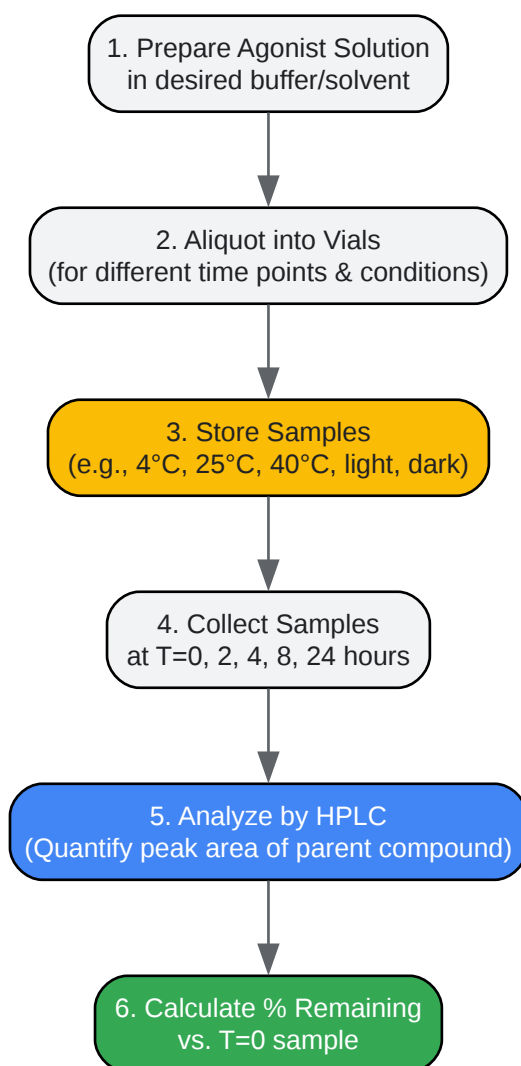 1. Prepare Agonist Solution
in desired buffer/solvent
2. Aliquot into Vials
(for different time points & conditions)
3. Store Samples
(e.g., 4°C, 25°C, 40°C, light, dark)
4. Collect Samples
at T=0, 2, 4, 8, 24 hours
5. Analyze by HPLC
(Quantify peak area of parent compound)
6. Calculate % Remaining
vs. T=0 sample